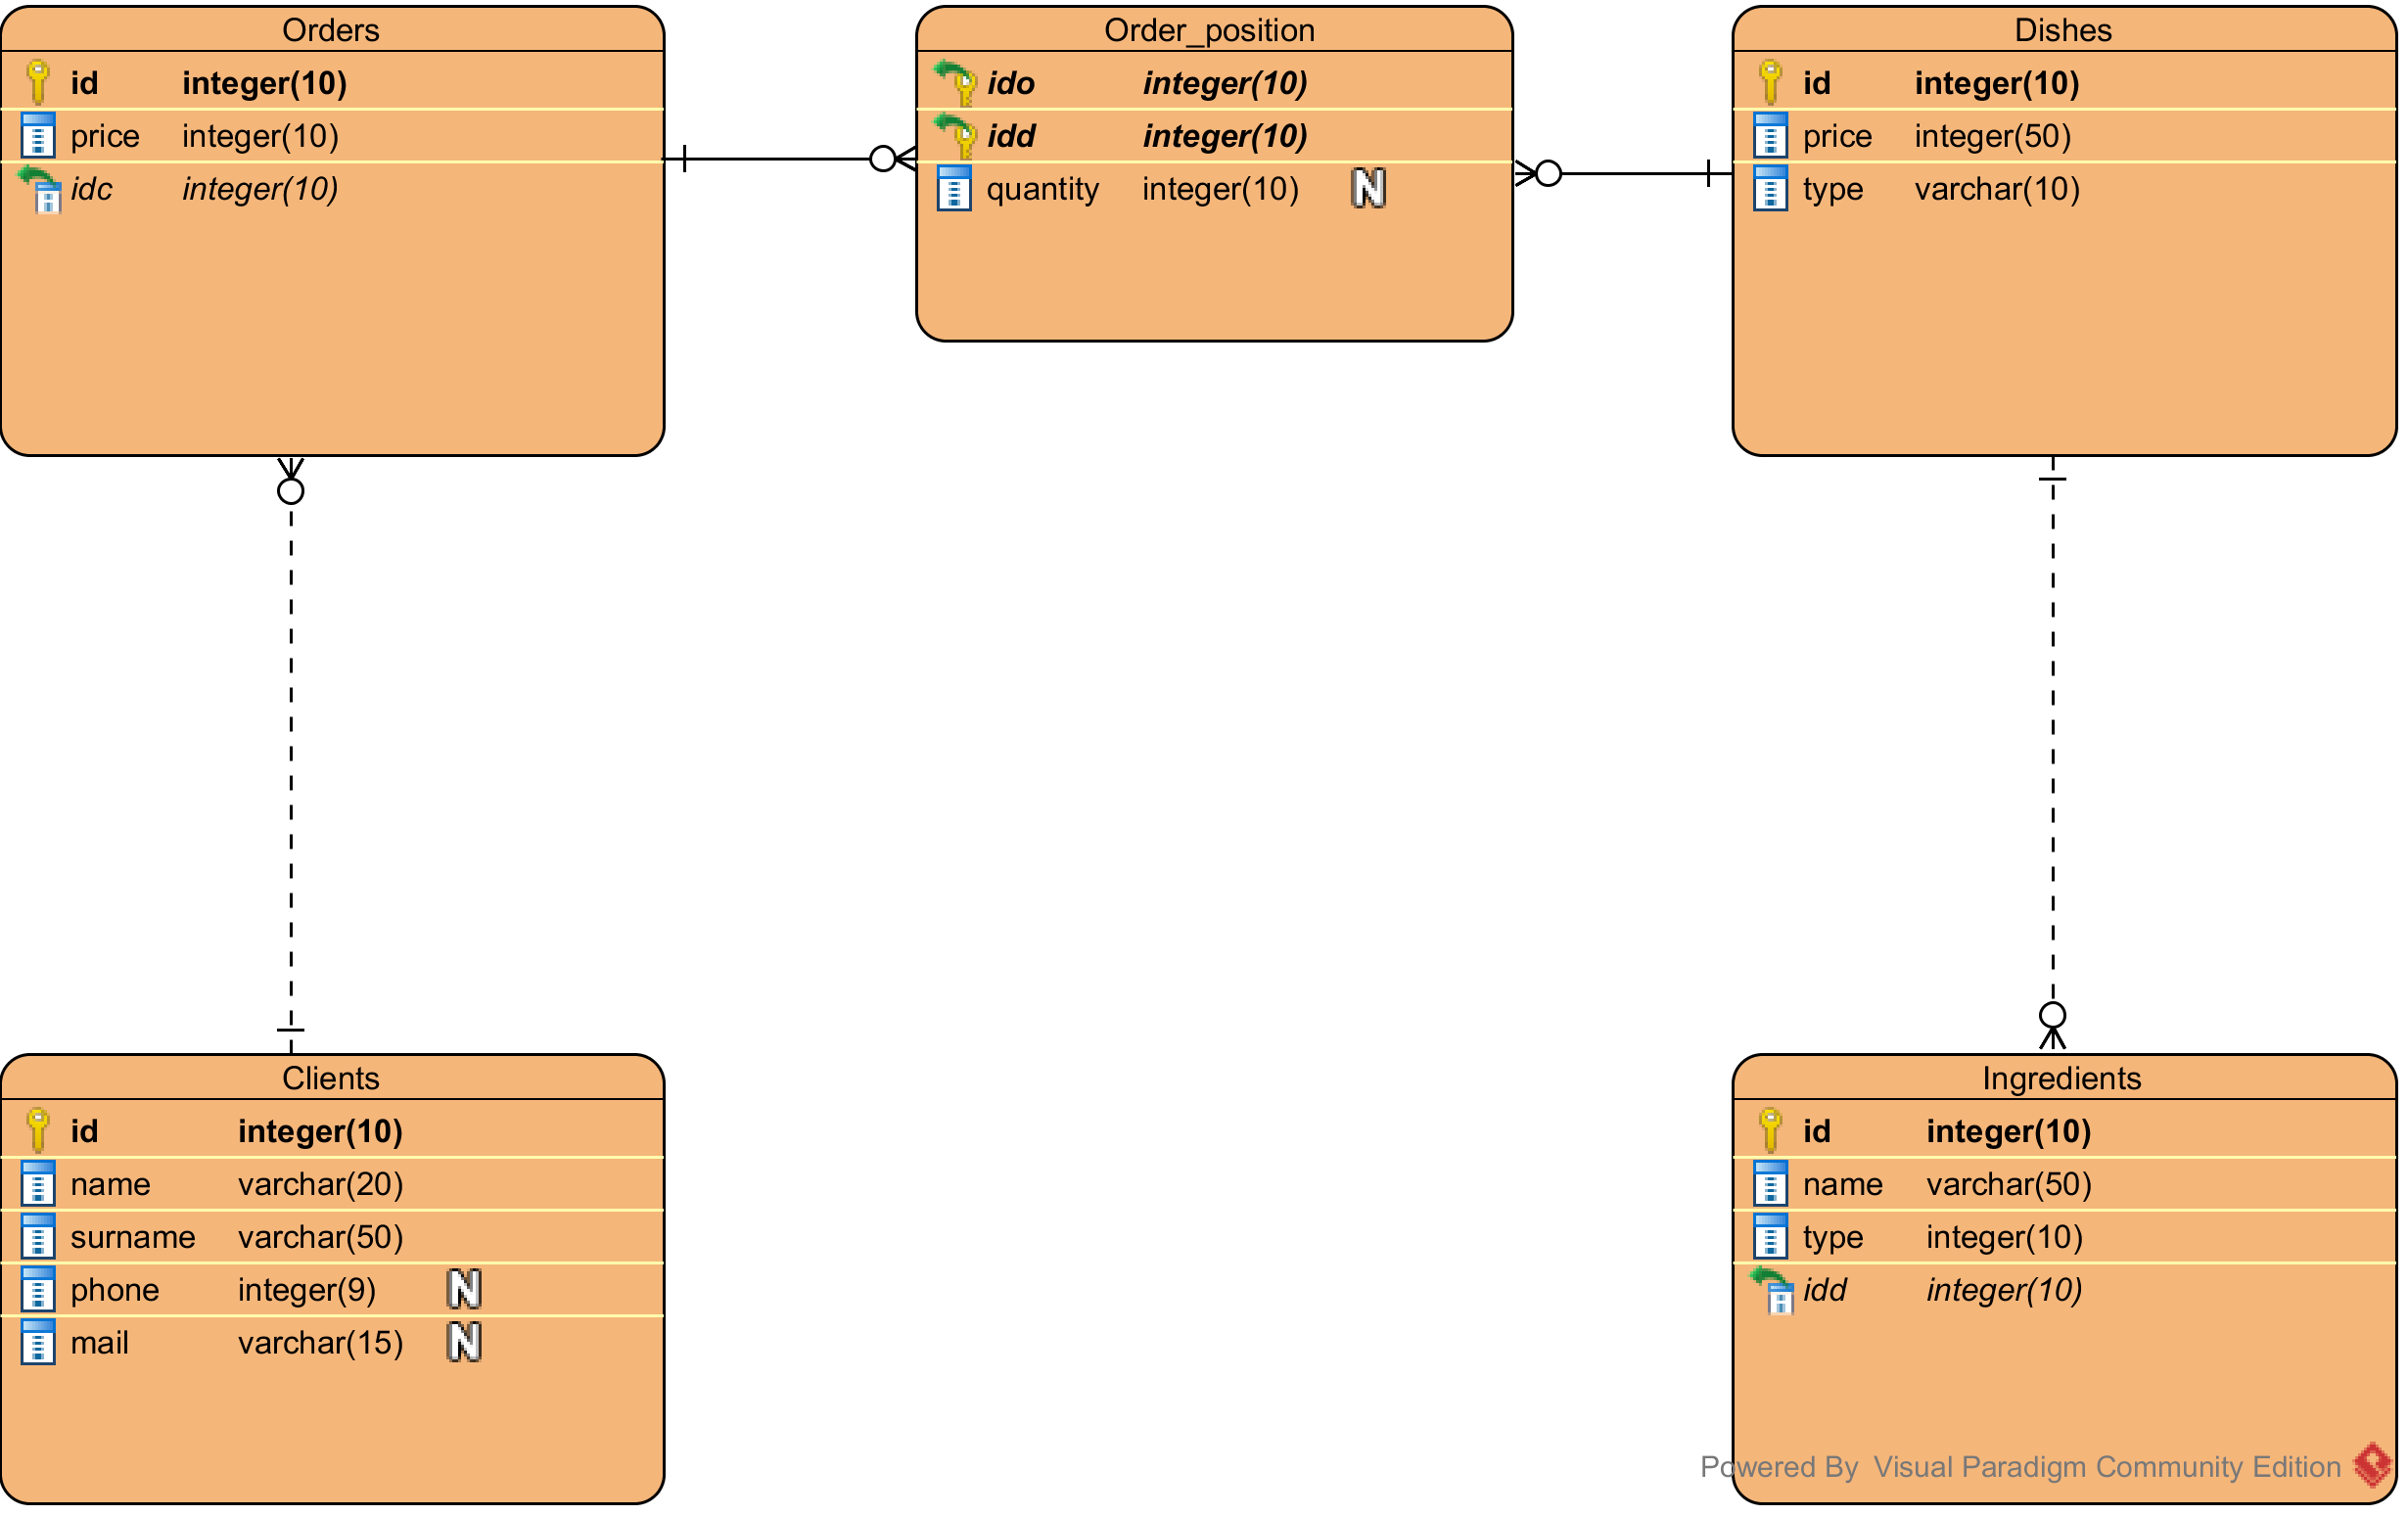 Orders
id integer(10)
price integer(10)
idc integer(10)
Order_position
ido integer(10)
idd integer(10)
quantity integer(10) N
Dishes
id integer(10)
price integer(50)
type varchar(10)
Clients
id integer(10)
name varchar(20)
surname varchar(50)
phone integer(9) N
mail varchar(15) N
Ingredients
id integer(10)
name varchar(50)
type integer(10)
idd integer(10)
Powered By Visual Paradigm Community Edition